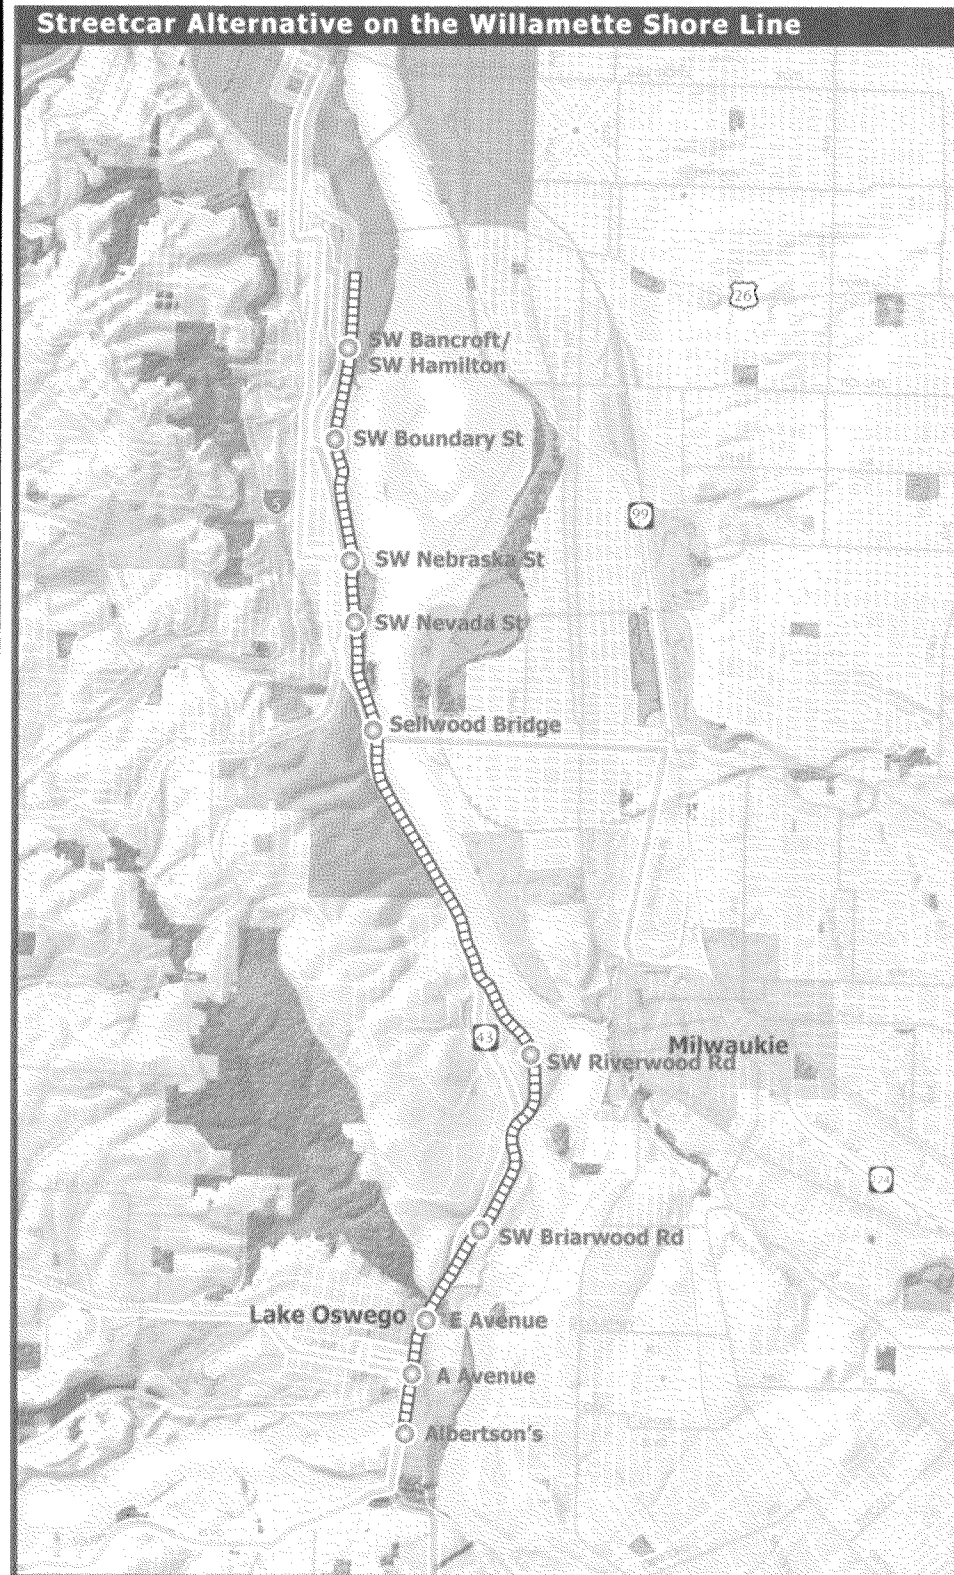 Streetcar Alternative on the Willamette Shore Line
26
SW Bancroft/
SW Hamilton
SW Boundary St
5
99
SW Nebraska St
SW Nevada St
Sellwood Bridge
43
Milwaukie
SW Riverwood Rd
224
SW Briarwood Rd
Lake Oswego
E Avenue
A Avenue
Albertson's